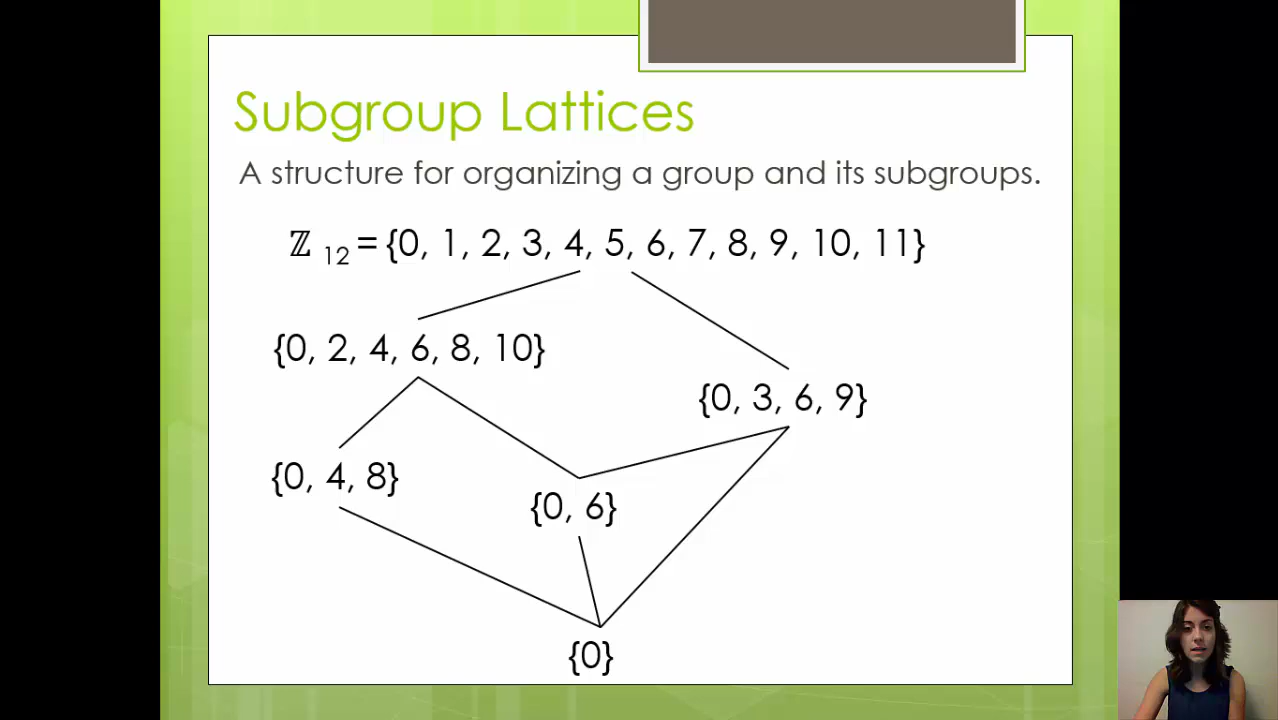 Subgroup Lattices
A structure for organizing a group and its subgroups.
ℤ 12 = {0, 1, 2, 3, 4, 5, 6, 7, 8, 9, 10, 11}
{0, 2, 4, 6, 8, 10}
{0, 3, 6, 9}
{0, 4, 8}
{0, 6}
{0}